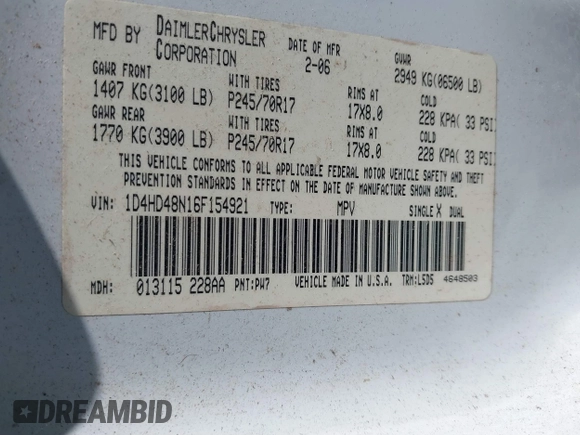 MFD BY DAIMLERCHRYSLER CORPORATION DATE OF MFR 2-06 GVWR 2949 KG(06500 LB)
GAWR FRONT WITH TIRES RIMS AT COLD
1407 KG(3100 LB) P245/70R17 17X8.0 228 KPA( 33 PSI)
GAWR REAR WITH TIRES RIMS AT COLD
1770 KG(3900 LB) P245/70R17 17X8.0 228 KPA( 33 PSI)
THIS VEHICLE CONFORMS TO ALL APPLICABLE FEDERAL MOTOR VEHICLE SAFETY AND THEFT
PREVENTION STANDARDS IN EFFECT ON THE DATE OF MANUFACTURE SHOWN ABOVE.
VIN: 1D4HD48N16F154921 TYPE: MPV SINGLE X DUAL
MDH: 013115 228AA PNT:PW7 VEHICLE MADE IN U.S.A. TRM:LSD5 4648503
DREAMBID